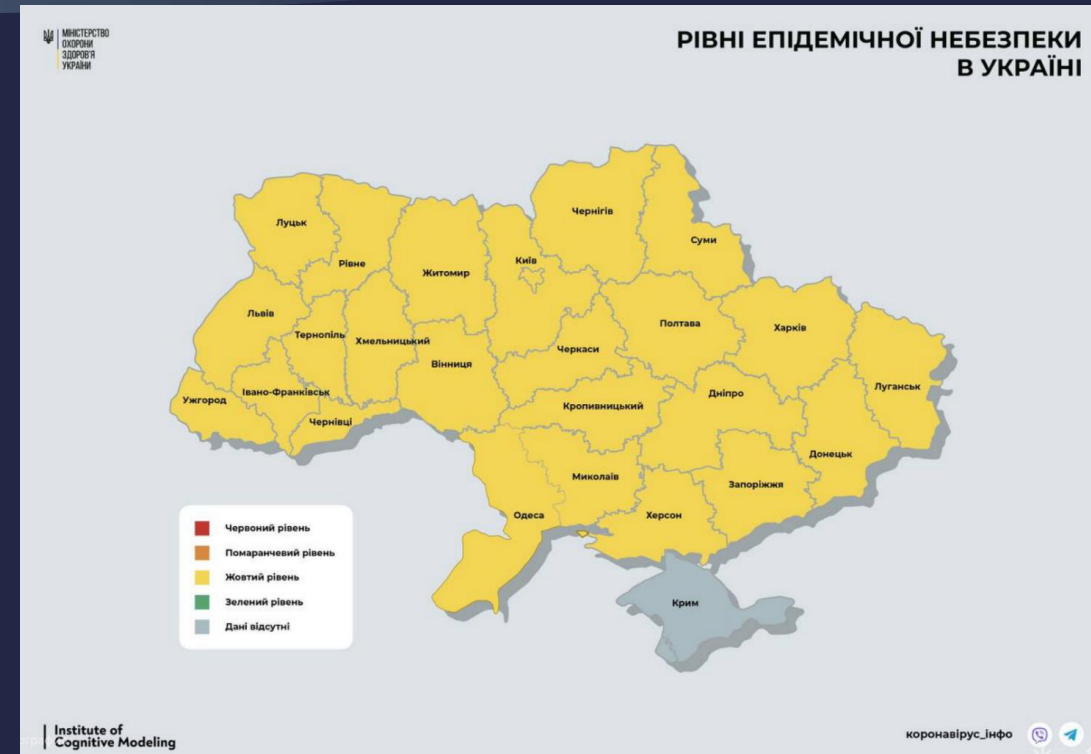 МІНІСТЕРСТВО
ОХОРОНИ
ЗДОРОВ'Я
УКРАЇНИ
РІВНІ ЕПІДЕМІЧНОЇ НЕБЕЗПЕКИ
В УКРАЇНІ
Чернігів
Луцьк
Суми
Рівне
Київ
Житомир
Львів
Полтава
Харків
Тернопіль
Хмельницький
Черкаси
Вінниця
Луганськ
Івано-Франківськ
Дніпро
Ужгород
Кропивницький
Чернівці
Донецьк
Миколаїв
Запоріжжя
Одеса
Херсон
Крим
Червоний рівень
Помаранчевий рівень
Жовтий рівень
Зелений рівень
Дані відсутні
Institute of
Cognitive Modeling
коронавірус_інфо